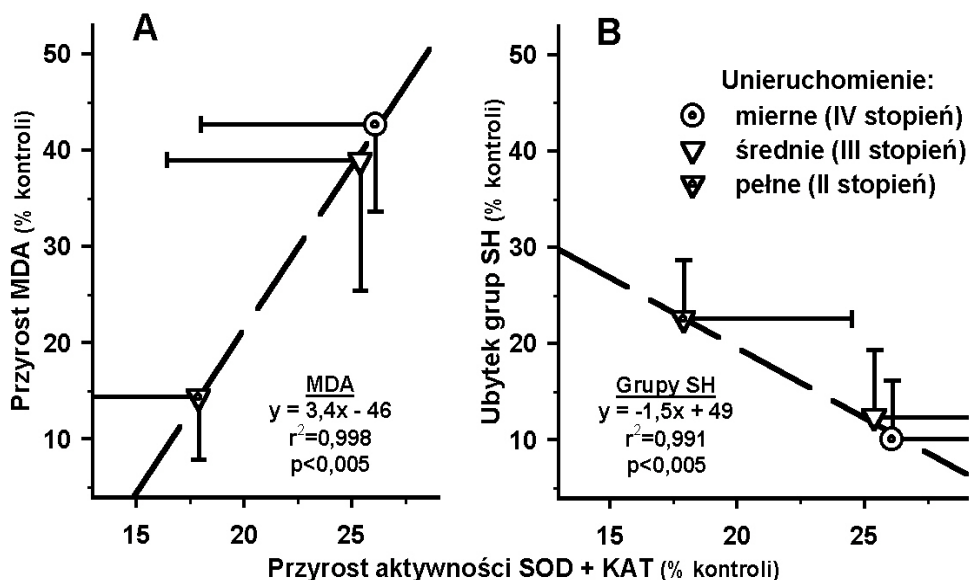 A
Przyrost MDA (% kontroli)
50
40
30
20
10
15
20
25
MDA
y = 3,4x - 46
r²=0,998
p<0,005
B
Unieruchomienie:
mierne (IV stopień)
średnie (III stopień)
pełne (II stopień)
Ubytek grup SH (% kontroli)
50
40
30
20
10
15
20
25
Grupy SH
y = -1,5x + 49
r²=0,991
p<0,005
Przyrost aktywności SOD + KAT (% kontroli)